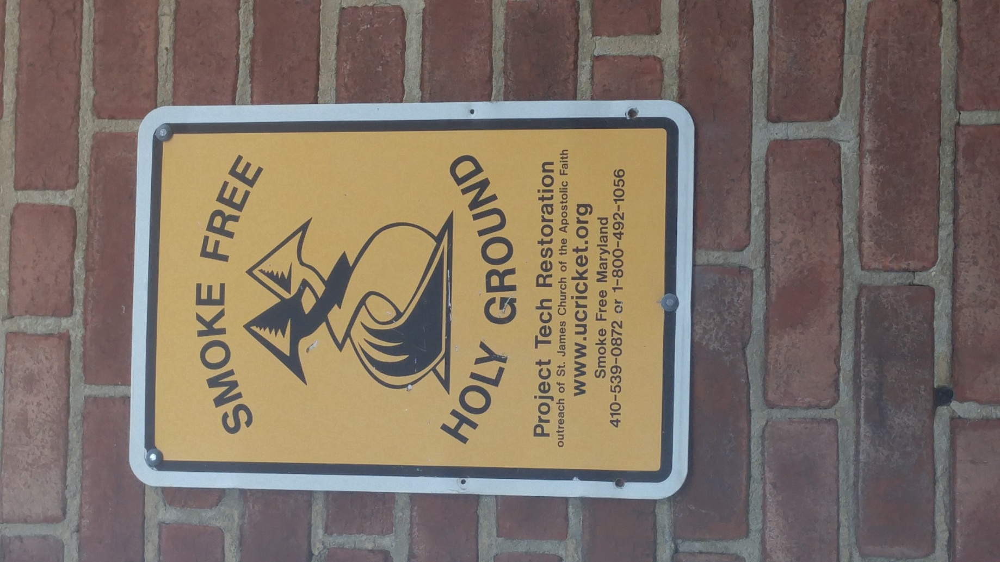 SMOKE FREE
HOLY GROUND
Project Tech Restoration
outreach of St. James Church of the Apostolic Faith
www.ucricket.org
Smoke Free Maryland
410-539-0872 or 1-800-492-1056